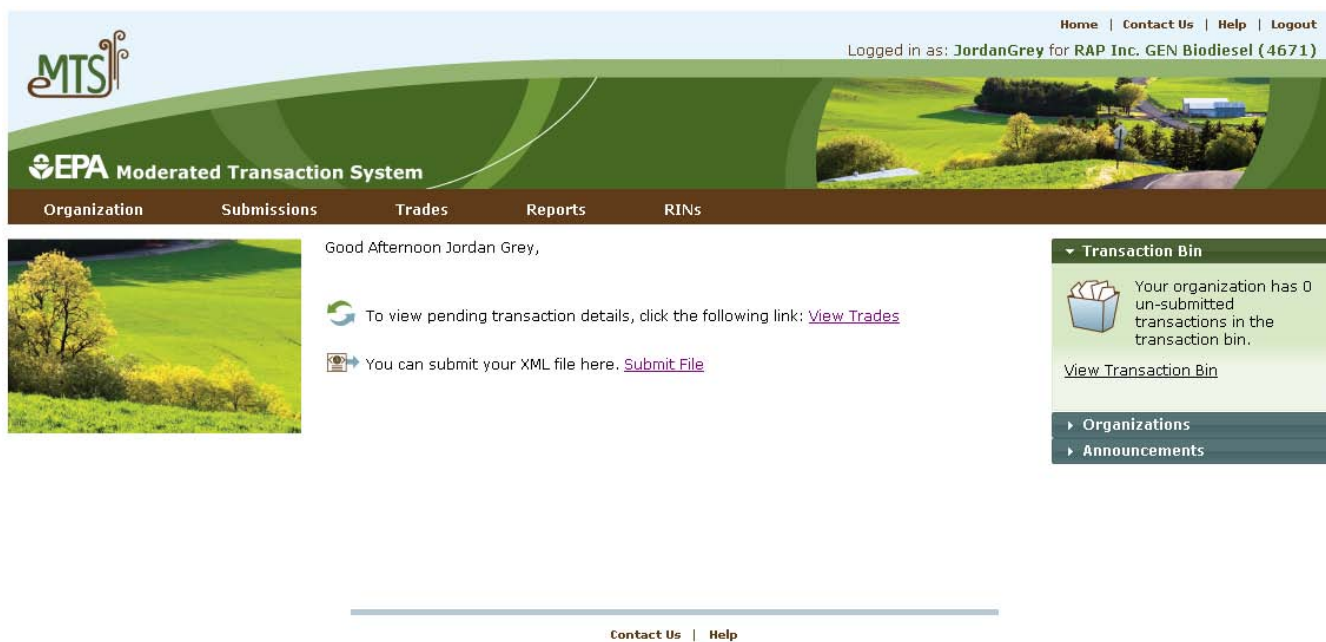 Home | Contact Us | Help | Logout
Logged in as: JordanGrey for RAP Inc. GEN Biodiesel (4671)
eMTS
EPA Moderated Transaction System
Organization Submissions Trades Reports RINs
Good Afternoon Jordan Grey,
To view pending transaction details, click the following link: View Trades
You can submit your XML file here. Submit File
Transaction Bin
Your organization has 0
un-submitted
transactions in the
transaction bin.
View Transaction Bin
Organizations
Announcements
Contact Us | Help